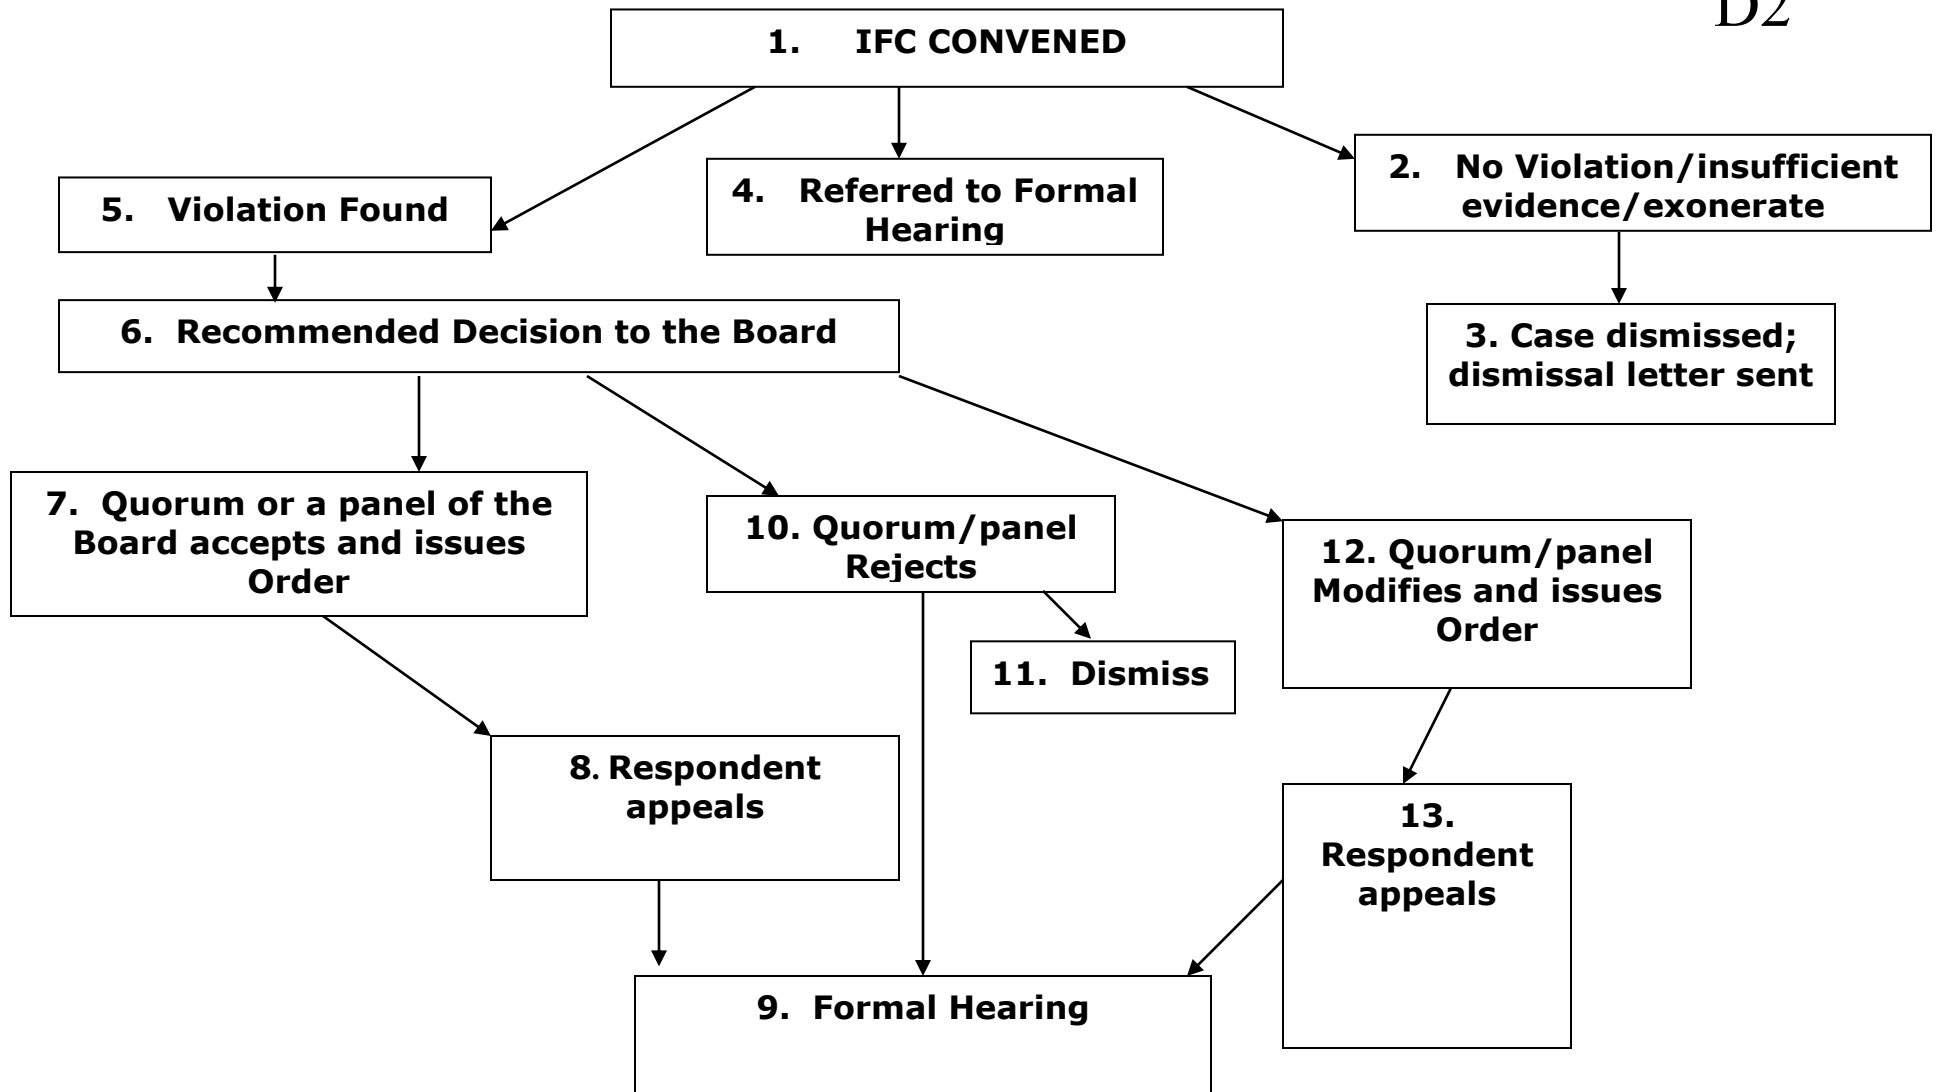 D2
1. IFC CONVENED
2. No Violation/insufficient
evidence/exonerate
4. Referred to Formal
Hearing
5. Violation Found
6. Recommended Decision to the Board
3. Case dismissed;
dismissal letter sent
7. Quorum or a panel of the
Board accepts and issues
Order
10. Quorum/panel
Rejects
12. Quorum/panel
Modifies and issues
Order
11. Dismiss
8. Respondent
appeals
13.
Respondent
appeals
9. Formal Hearing